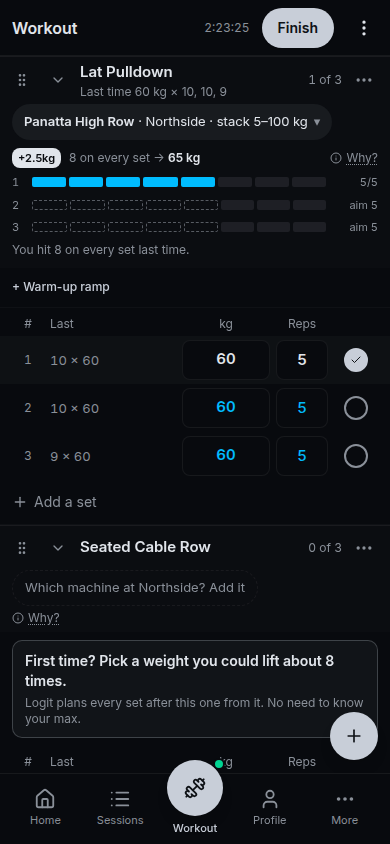 Workout 2:23:25 Finish
Lat Pulldown 1 of 3
Last time 60 kg × 10, 10, 9
Panatta High Row · Northside · stack 5–100 kg
+2.5kg 8 on every set → 65 kg Why?
1 5/5
2 aim 5
3 aim 5
You hit 8 on every set last time.
+ Warm-up ramp
# Last kg Reps
1 10 × 60 60 5
2 10 × 60 60 5
3 9 × 60 60 5
+ Add a set
Seated Cable Row 0 of 3
Which machine at Northside? Add it
Why?
First time? Pick a weight you could lift about 8
times.
Logit plans every set after this one from it. No need to know
your max.
# Last kg Reps
Home Sessions Workout Profile More